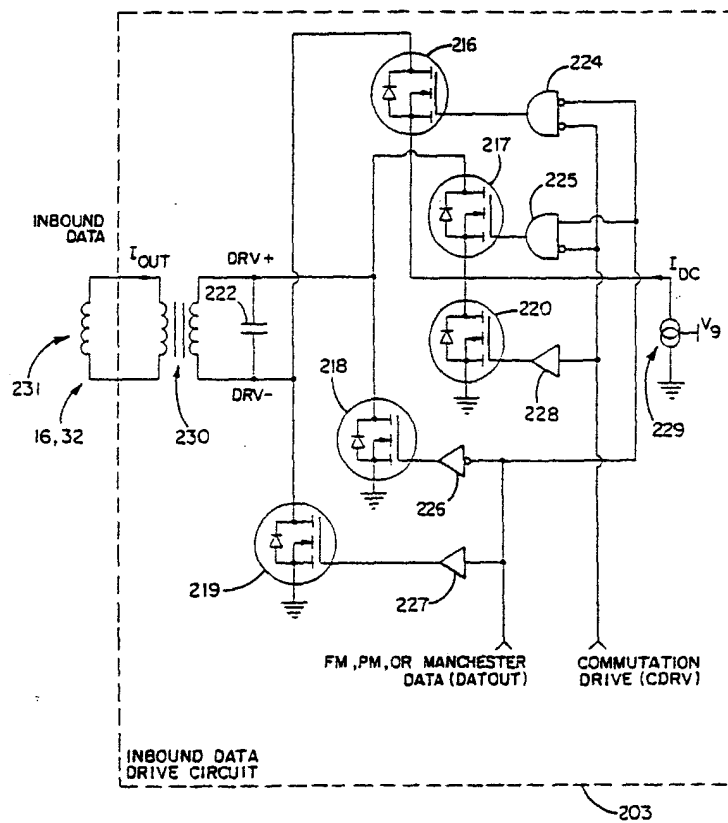 216
224
217
225
INBOUND
DATA
I OUT
DRV+
222
I DC
220
V9
231
218
DRV-
16,32
230
228
229
226
219
227
FM, PM, OR MANCHESTER
DATA (DATOUT)
COMMUTATION
DRIVE (CDRV)
INBOUND DATA
DRIVE CIRCUIT
203